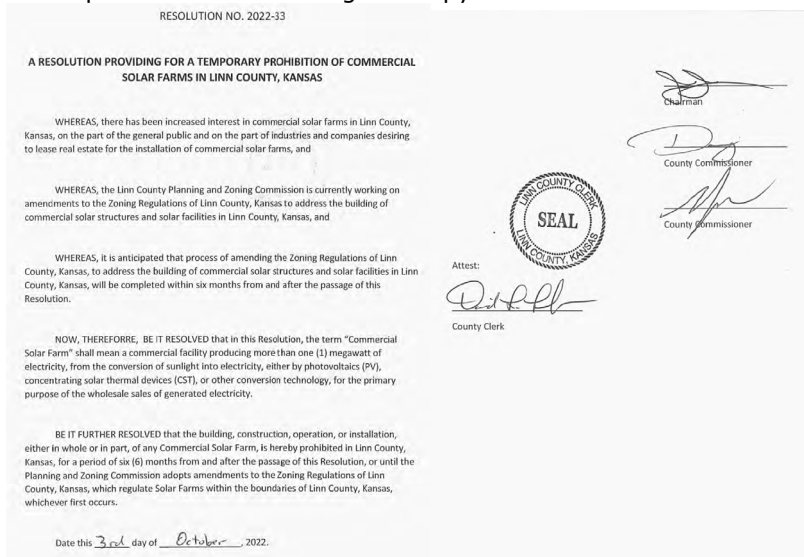 RESOLUTION NO. 2022-33
A RESOLUTION PROVIDING FOR A TEMPORARY PROHIBITION OF COMMERCIAL
SOLAR FARMS IN LINN COUNTY, KANSAS
WHEREAS, there has been increased interest in commercial solar farms in Linn County,
Kansas, on the part of the general public and on the part of industries and companies desiring
to lease real estate for the installation of commercial solar farms, and
WHEREAS, the Linn County Planning and Zoning Commission is currently working on
amendments to the Zoning Regulations of Linn County, Kansas to address the building of
commercial solar structures and solar facilities in Linn County, Kansas, and
WHEREAS, it is anticipated that process of amending the Zoning Regulations of Linn
County, Kansas, to address the building of commercial solar structures and solar facilities in Linn
County, Kansas, will be completed within six months from and after the passage of this
Resolution.
NOW, THEREFORRE, BE IT RESOLVED that in this Resolution, the term "Commercial
Solar Farm" shall mean a commercial facility producing more than one (1) megawatt of
electricity, from the conversion of sunlight into electricity, either by photovoltaics (PV),
concentrating solar thermal devices (CST), or other conversion technology, for the primary
purpose of the wholesale sales of generated electricity.
BE IT FURTHER RESOLVED that the building, construction, operation, or installation,
either in whole or in part, of any Commercial Solar Farm, is hereby prohibited in Linn County,
Kansas, for a period of six (6) months from and after the passage of this Resolution, or until the
Planning and Zoning Commission adopts amendments to the Zoning Regulations of Linn
County, Kansas, which regulate Solar Farms within the boundaries of Linn County, Kansas,
whichever first occurs.
Date this 3rd day of October, 2022.
Chairman
County Commissioner
County Commissioner
LINN COUNTY CLERK
SEAL
LINN COUNTY, KANSAS
Attest:
County Clerk